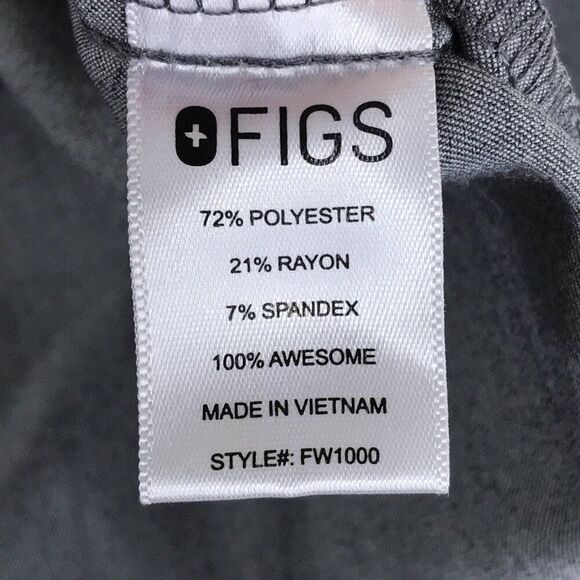 FIGS
72% POLYESTER
21% RAYON
7% SPANDEX
100% AWESOME
MADE IN VIETNAM
STYLE#: FW1000